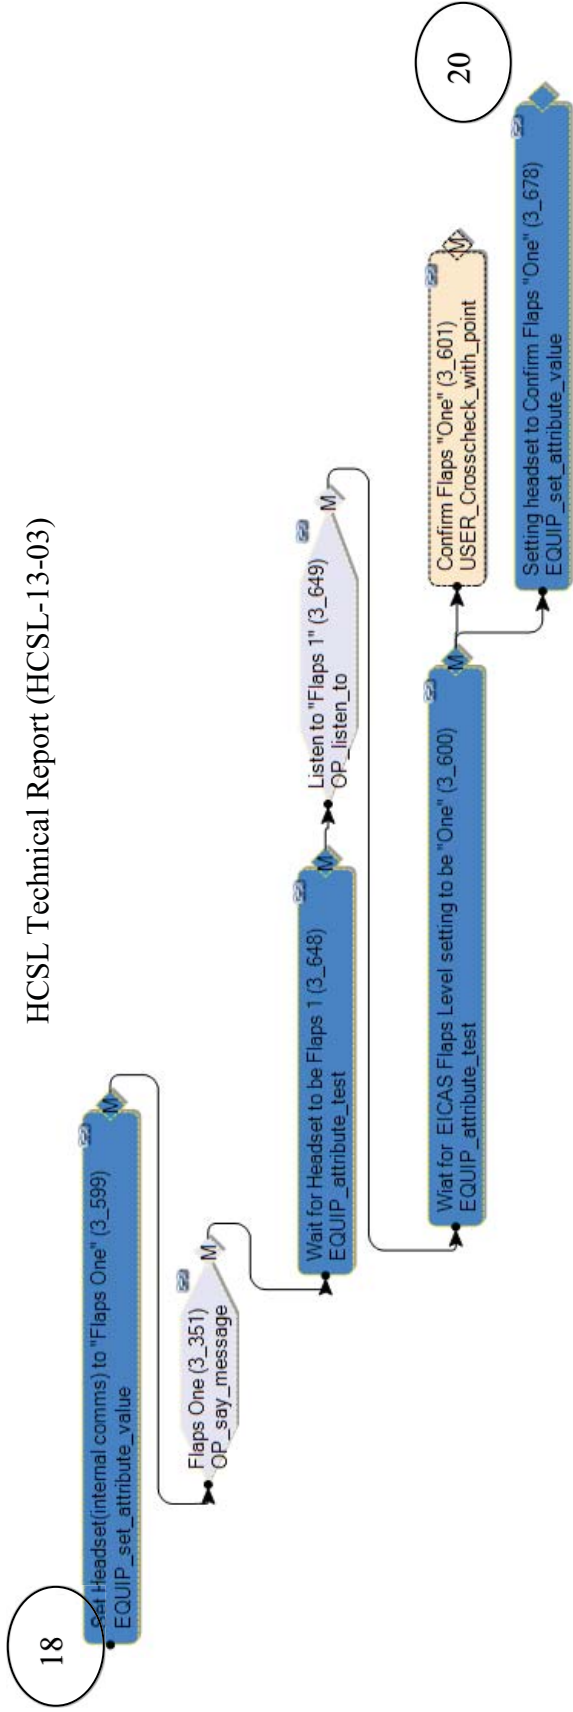 HCSL Technical Report (HCSL-13-03)
18
Set Headset(internal comms) to "Flaps One" (3_599)
EQUIP_set_attribute_value
M
Flaps One (3_351)
OP_say_message
M
Wait for Headset to be Flaps 1 (3_648)
EQUIP_attribute_test
M
Listen to "Flaps 1" (3_649)
OP_listen_to
M
Wiat for EICAS Flaps Level setting to be "One" (3_600)
EQUIP_attribute_test
M
Confirm Flaps "One" (3_601)
USER_Crosscheck_with_point
M
Setting headset to Confirm Flaps "One" (3_678)
EQUIP_set_attribute_value
20